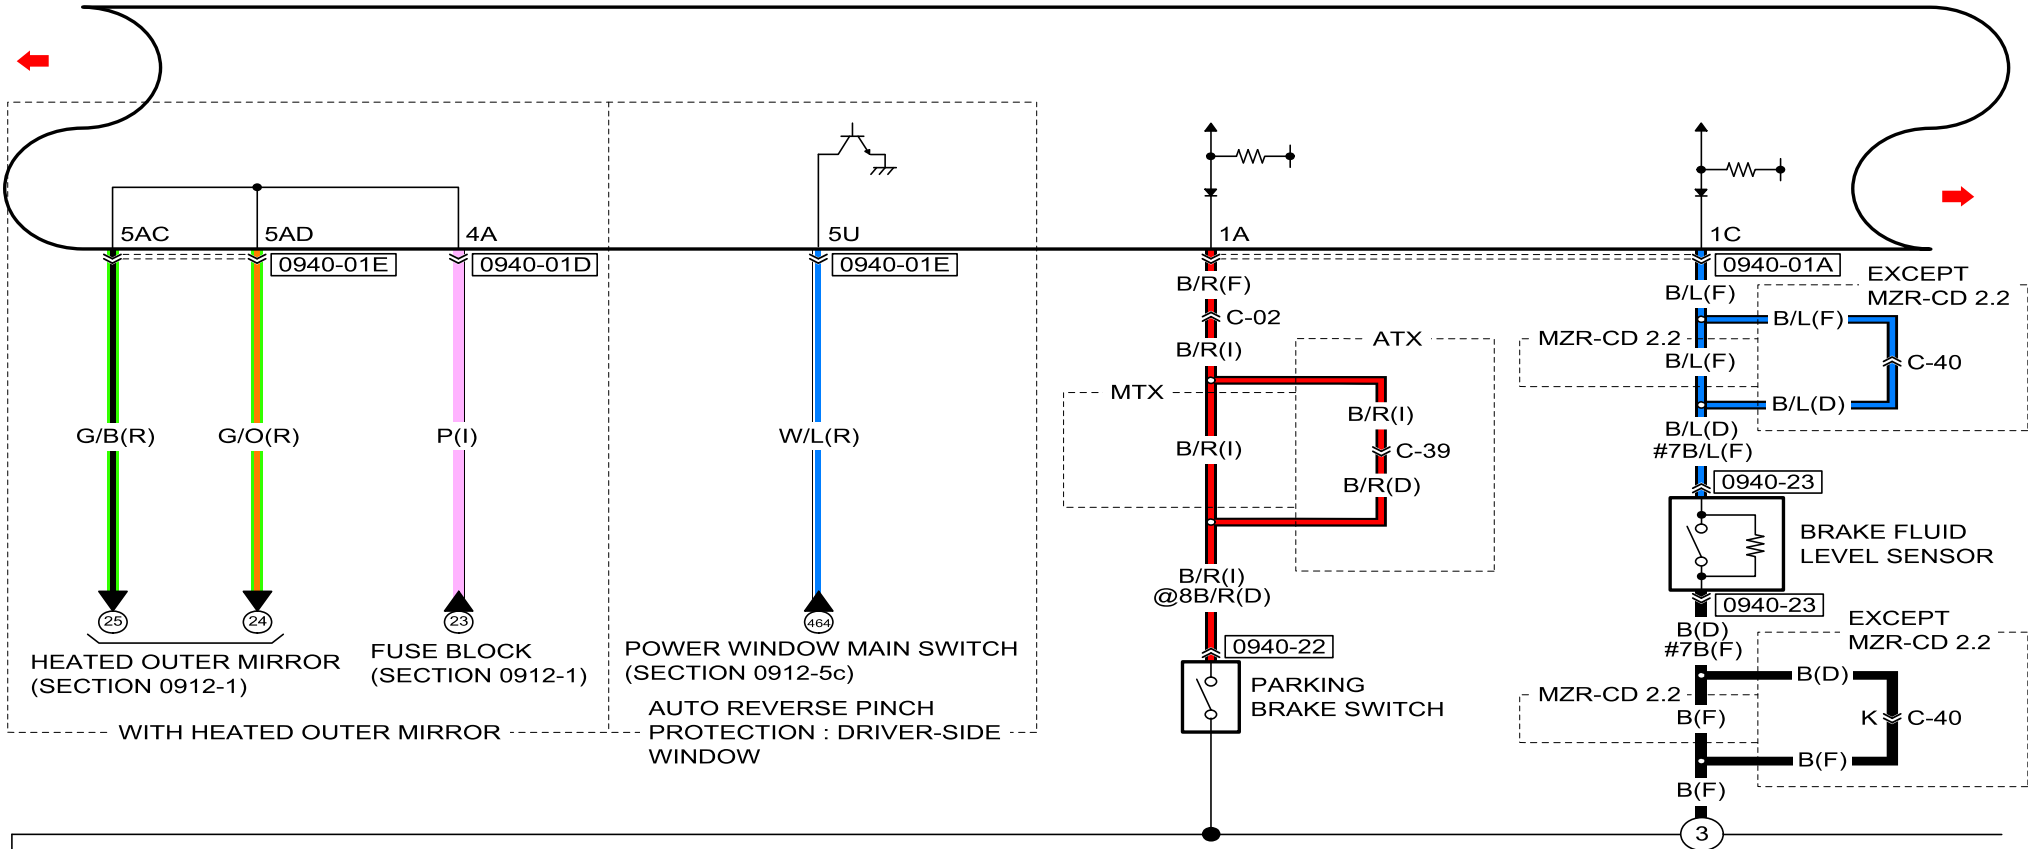 5AC
5AD
4A
5U
1A
1C
0940-01E
0940-01D
0940-01E
0940-01A
B/R(F)
B/L(F)
EXCEPT
MZR-CD 2.2
C-02
B/L(F)
MZR-CD 2.2
ATX
B/R(I)
B/L(F)
C-40
MTX
B/R(I)
B/L(D)
G/B(R)
G/O(R)
P(I)
W/L(R)
B/R(I)
C-39
B/L(D)
#7B/L(F)
B/R(D)
0940-23
BRAKE FLUID
LEVEL SENSOR
B/R(I)
@8B/R(D)
0940-23
25
24
23
464
B(D)
#7B(F)
EXCEPT
MZR-CD 2.2
HEATED OUTER MIRROR
(SECTION 0912-1)
FUSE BLOCK
(SECTION 0912-1)
POWER WINDOW MAIN SWITCH
(SECTION 0912-5c)
0940-22
PARKING
BRAKE SWITCH
B(D)
MZR-CD 2.2
B(F)
K
C-40
WITH HEATED OUTER MIRROR
AUTO REVERSE PINCH
PROTECTION : DRIVER-SIDE
WINDOW
B(F)
B(F)
3